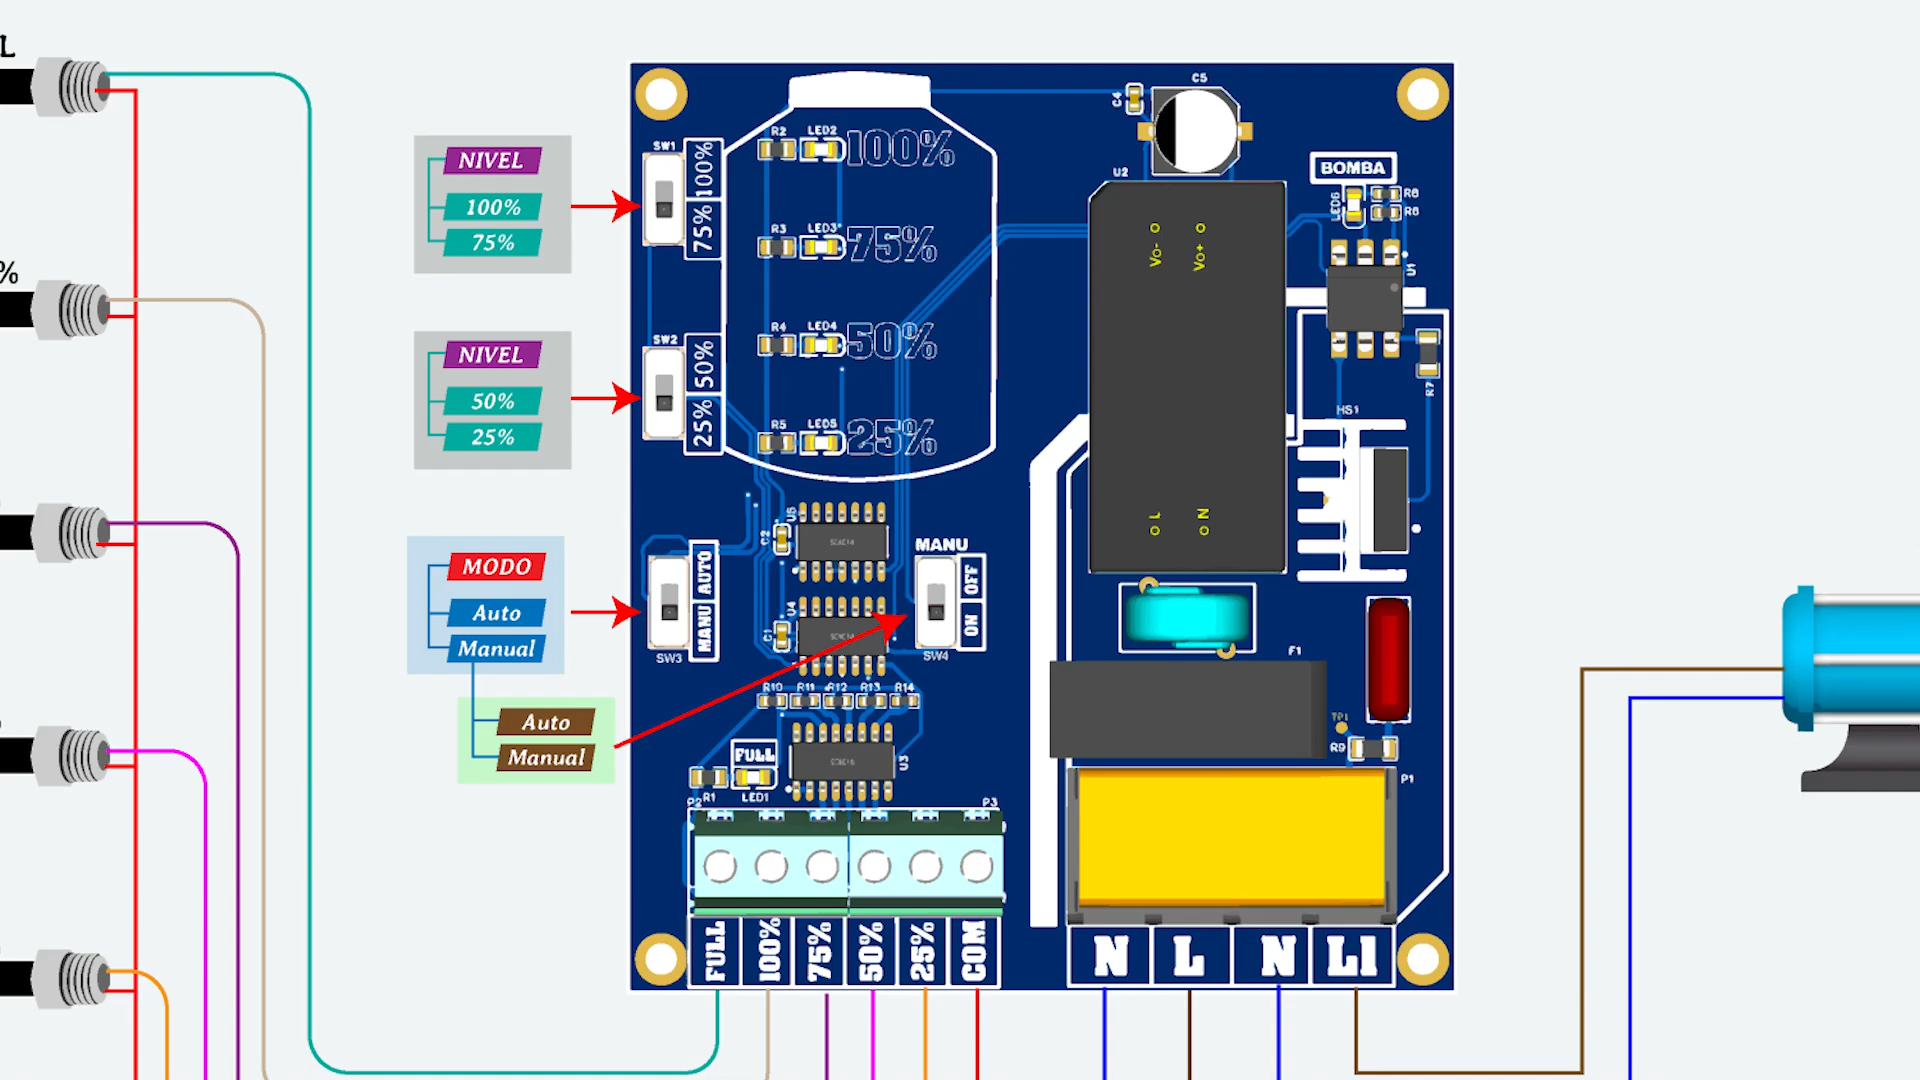 L
%
NIVEL
100%
75%
NIVEL
50%
25%
MODO
Auto
Manual
Auto
Manual
SW1
100%
75%
SW2
50%
25%
R2 LED2 100%
R3 LED3 75%
R4 LED4 50%
R5 LED5 25%
C4
C5
U2
Vo-
Vo+
L
N
BOMBA
LED6
R6
R8
U1
R7
HS1
U5
C2
U4
C1
AUTO
MANU
SW3
MANU
OFF
ON
SW4
R10 R11 R12 R13 R14
U3
FULL
R1
LED1
F1
TP1
R9
P1
P2
P3
FULL
100%
75%
50%
25%
COM
N
L
N
L1